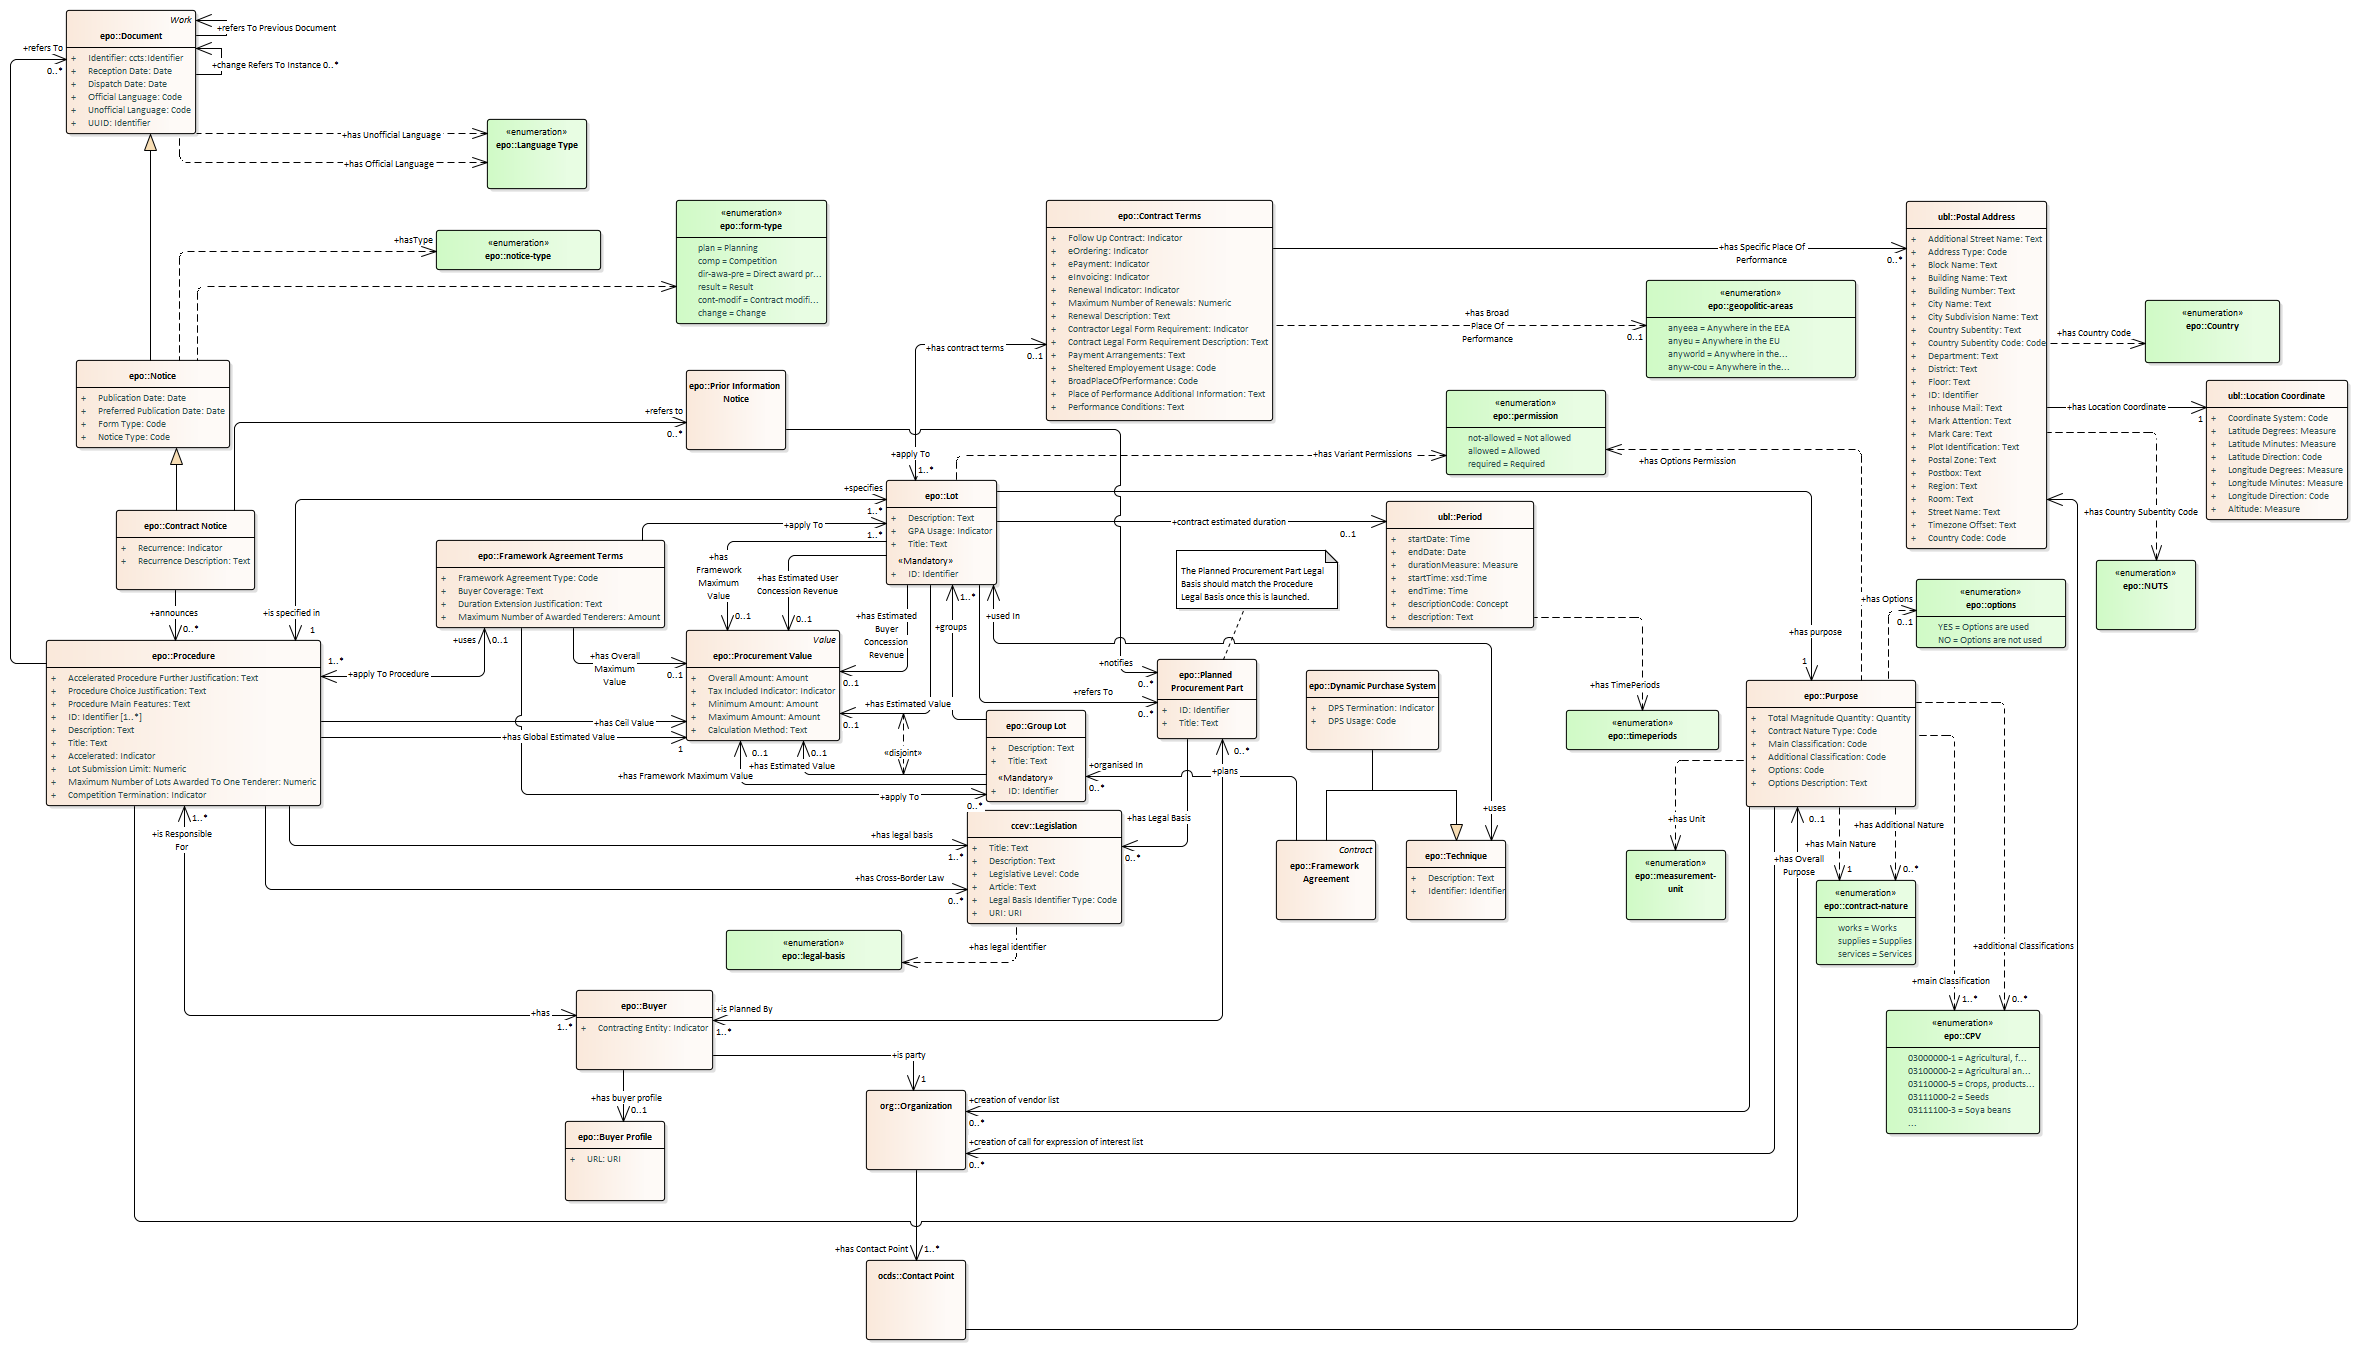 Work
epo::Document
+ Identifier: ccts:Identifier
+ Reception Date: Date
+ Dispatch Date: Date
+ Official Language: Code
+ Unofficial Language: Code
+ UUID: Identifier
+refers To Previous Document
+change Refers To Instance 0..*
+refers To
0..*
+has Unofficial Language
+has Official Language
«enumeration»
epo::Language Type
+hasType
«enumeration»
epo::notice-type
«enumeration»
epo::form-type
plan = Planning
comp = Competition
dir-awa-pre = Direct award pr...
result = Result
cont-modif = Contract modifi...
change = Change
epo::Notice
+ Publication Date: Date
+ Preferred Publication Date: Date
+ Form Type: Code
+ Notice Type: Code
epo::Prior Information
Notice
+refers to
0..*
epo::Contract Notice
+ Recurrence: Indicator
+ Recurrence Description: Text
+announces
0..*
+is specified in
1
+specifies
1..*
epo::Contract Terms
+ Follow Up Contract: Indicator
+ eOrdering: Indicator
+ ePayment: Indicator
+ eInvoicing: Indicator
+ Renewal Indicator: Indicator
+ Maximum Number of Renewals: Numeric
+ Renewal Description: Text
+ Contractor Legal Form Requirement: Indicator
+ Contract Legal Form Requirement Description: Text
+ Payment Arrangements: Text
+ Sheltered Employement Usage: Code
+ BroadPlaceOfPerformance: Code
+ Place of Performance Additional Information: Text
+ Performance Conditions: Text
+has contract terms
0..1
+apply To
1..*
+has Specific Place Of
Performance
0..*
+has Broad
Place Of
Performance
0..1
«enumeration»
epo::geopolitic-areas
anyeea = Anywhere in the EEA
anyeu = Anywhere in the EU
anyworld = Anywhere in the...
anyw-cou = Anywhere in the...
ubl::Postal Address
+ Additional Street Name: Text
+ Address Type: Code
+ Block Name: Text
+ Building Name: Text
+ Building Number: Text
+ City Name: Text
+ City Subdivision Name: Text
+ Country Subentity: Text
+ Country Subentity Code: Code
+ Department: Text
+ District: Text
+ Floor: Text
+ ID: Identifier
+ Inhouse Mail: Text
+ Mark Attention: Text
+ Mark Care: Text
+ Plot Identification: Text
+ Postal Zone: Text
+ Postbox: Text
+ Region: Text
+ Room: Text
+ Street Name: Text
+ Timezone Offset: Text
+ Country Code: Code
+has Country Code
«enumeration»
epo::Country
+has Location Coordinate
1
ubl::Location Coordinate
+ Coordinate System: Code
+ Latitude Degrees: Measure
+ Latitude Minutes: Measure
+ Latitude Direction: Code
+ Longitude Degrees: Measure
+ Longitude Minutes: Measure
+ Longitude Direction: Code
+ Altitude: Measure
+has Country Subentity Code
«enumeration»
epo::NUTS
«enumeration»
epo::permission
not-allowed = Not allowed
allowed = Allowed
required = Required
+has Variant Permissions
+has Options Permission
epo::Lot
+ Description: Text
+ GPA Usage: Indicator
+ Title: Text
«Mandatory»
+ ID: Identifier
+apply To
1..*
+contract estimated duration
0..1
ubl::Period
+ startDate: Time
+ endDate: Date
+ durationMeasure: Measure
+ startTime: xsd:Time
+ endTime: Time
+ descriptionCode: Concept
+ description: Text
The Planned Procurement Part Legal
Basis should match the Procedure
Legal Basis once this is launched.
epo::Framework Agreement Terms
+ Framework Agreement Type: Code
+ Buyer Coverage: Text
+ Duration Extension Justification: Text
+ Maximum Number of Awarded Tenderers: Amount
+uses
0..1
+apply To Procedure
1..*
+has
Framework
Maximum
Value
0..1
+has Estimated User
Concession Revenue
0..1
+has Estimated
Buyer
Concession
Revenue
0..1
+has Overall
Maximum
Value
0..1
+groups
1..*
+used In
Value
epo::Procurement Value
+ Overall Amount: Amount
+ Tax Included Indicator: Indicator
+ Minimum Amount: Amount
+ Maximum Amount: Amount
+ Calculation Method: Text
+has Estimated Value
0..1
«disjoint»
+has Ceil Value
+has Global Estimated Value
1
0..1
0..1
+has Estimated Value
+has Framework Maximum Value
+apply To
0..*
epo::Procedure
+ Accelerated Procedure Further Justification: Text
+ Procedure Choice Justification: Text
+ Procedure Main Features: Text
+ ID: Identifier [1..*]
+ Description: Text
+ Title: Text
+ Accelerated: Indicator
+ Lot Submission Limit: Numeric
+ Maximum Number of Lots Awarded To One Tenderer: Numeric
+ Competition Termination: Indicator
epo::Group Lot
+ Description: Text
+ Title: Text
«Mandatory»
+ ID: Identifier
+notifies
0..*
+refers To
0..*
epo::Planned
Procurement Part
+ ID: Identifier
+ Title: Text
0..*
+plans
+organised In
0..*
epo::Dynamic Purchase System
+ DPS Termination: Indicator
+ DPS Usage: Code
+uses
+has TimePeriods
«enumeration»
epo::timeperiods
+has purpose
1
+has Options
0..1
«enumeration»
epo::options
YES = Options are used
NO = Options are not used
epo::Purpose
+ Total Magnitude Quantity: Quantity
+ Contract Nature Type: Code
+ Main Classification: Code
+ Additional Classification: Code
+ Options: Code
+ Options Description: Text
+has Unit
«enumeration»
epo::measurement-
unit
0..1
+has Additional Nature
+has Main Nature
+has Overall
Purpose
1
0..*
«enumeration»
epo::contract-nature
works = Works
supplies = Supplies
services = Services
+additional Classifications
+main Classification
1..*
0..*
«enumeration»
epo::CPV
03000000-1 = Agricultural, f...
03100000-2 = Agricultural an...
03110000-5 = Crops, products...
03111000-2 = Seeds
03111100-3 = Soya beans
...
ccev::Legislation
+ Title: Text
+ Description: Text
+ Legislative Level: Code
+ Article: Text
+ Legal Basis Identifier Type: Code
+ URI: URI
+has Legal Basis
0..*
+has legal basis
1..*
+has Cross-Border Law
0..*
+has legal identifier
«enumeration»
epo::legal-basis
Contract
epo::Framework
Agreement
epo::Technique
+ Description: Text
+ Identifier: Identifier
1..*
+is Responsible
For
+has
1..*
epo::Buyer
+ Contracting Entity: Indicator
+is Planned By
1..*
+is party
1
+has buyer profile
0..1
epo::Buyer Profile
+ URL: URI
org::Organization
+creation of vendor list
0..*
+creation of call for expression of interest list
0..*
+has Contact Point
1..*
ocds::Contact Point